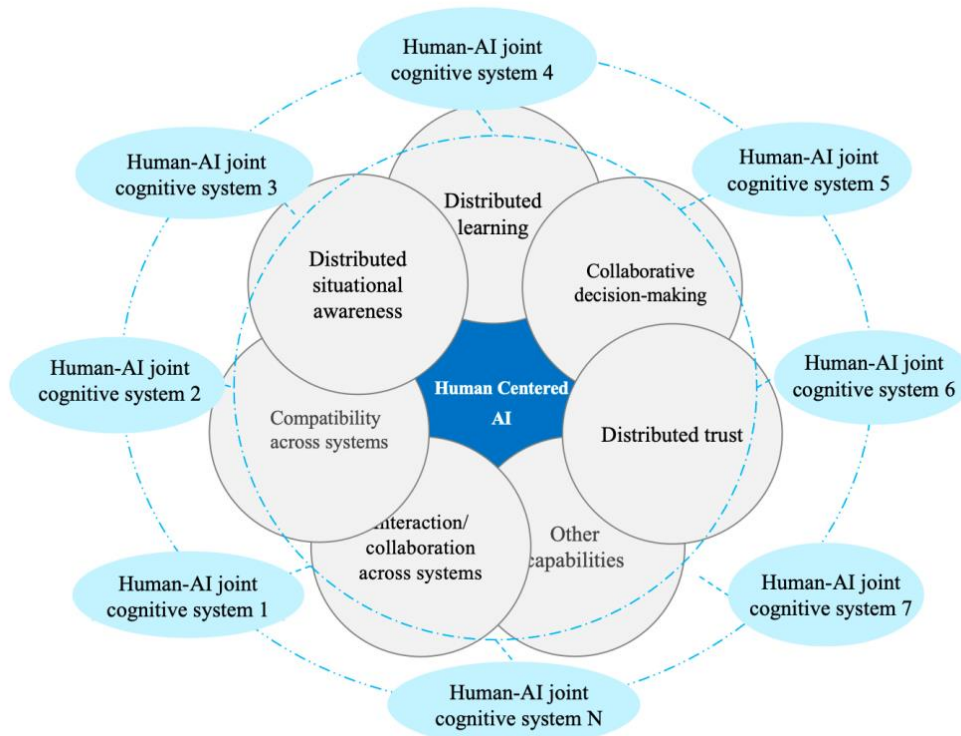 Human-AI joint
cognitive system 4
Human-AI joint
cognitive system 3
Human-AI joint
cognitive system 5
Distributed
learning
Distributed
situational
awareness
Collaborative
decision-making
Human-AI joint
cognitive system 2
Human Centered
AI
Human-AI joint
cognitive system 6
Compatibility
across systems
Distributed trust
Interaction/
collaboration
across systems
Other
capabilities
Human-AI joint
cognitive system 1
Human-AI joint
cognitive system 7
Human-AI joint
cognitive system N